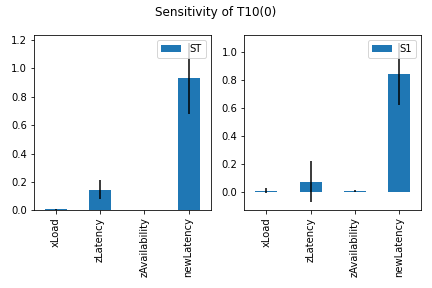 Sensitivity of T10(0)
1.2
1.0
0.8
0.6
0.4
0.2
0.0
ST
xLoad
zLatency
zAvailability
newLatency
1.0
0.8
0.6
0.4
0.2
0.0
S1
xLoad
zLatency
zAvailability
newLatency